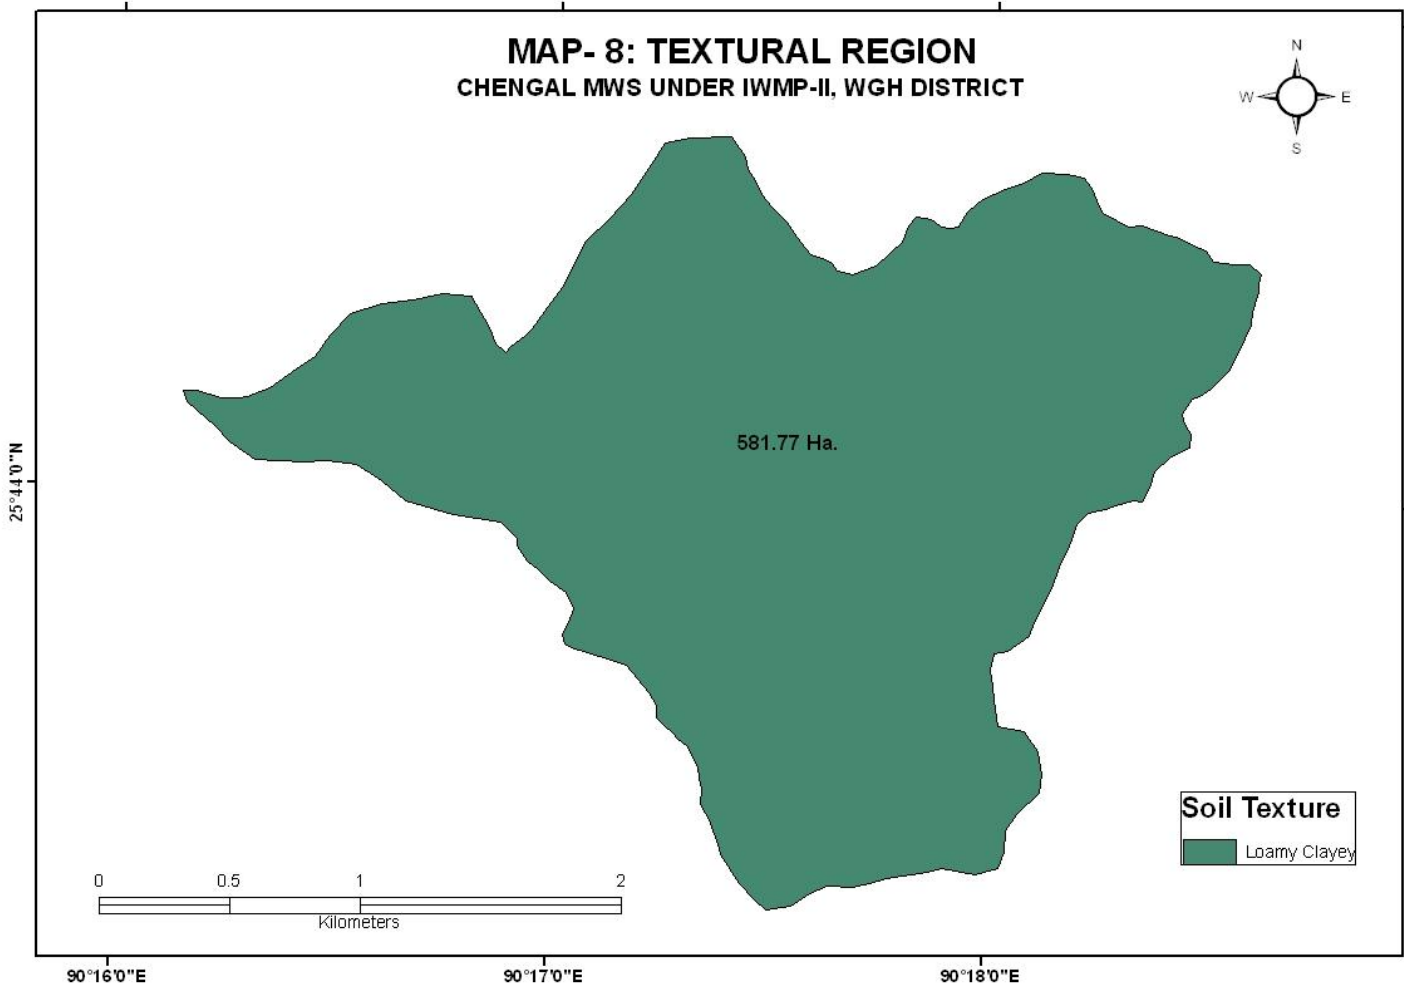 MAP- 8: TEXTURAL REGION
CHENGAL MWS UNDER IWMP-II, WGH DISTRICT
N
W E
S
581.77 Ha.
25°44'0"N
Soil Texture
Loamy Clayey
0 0.5 1 2
Kilometers
90°16'0"E 90°17'0"E 90°18'0"E